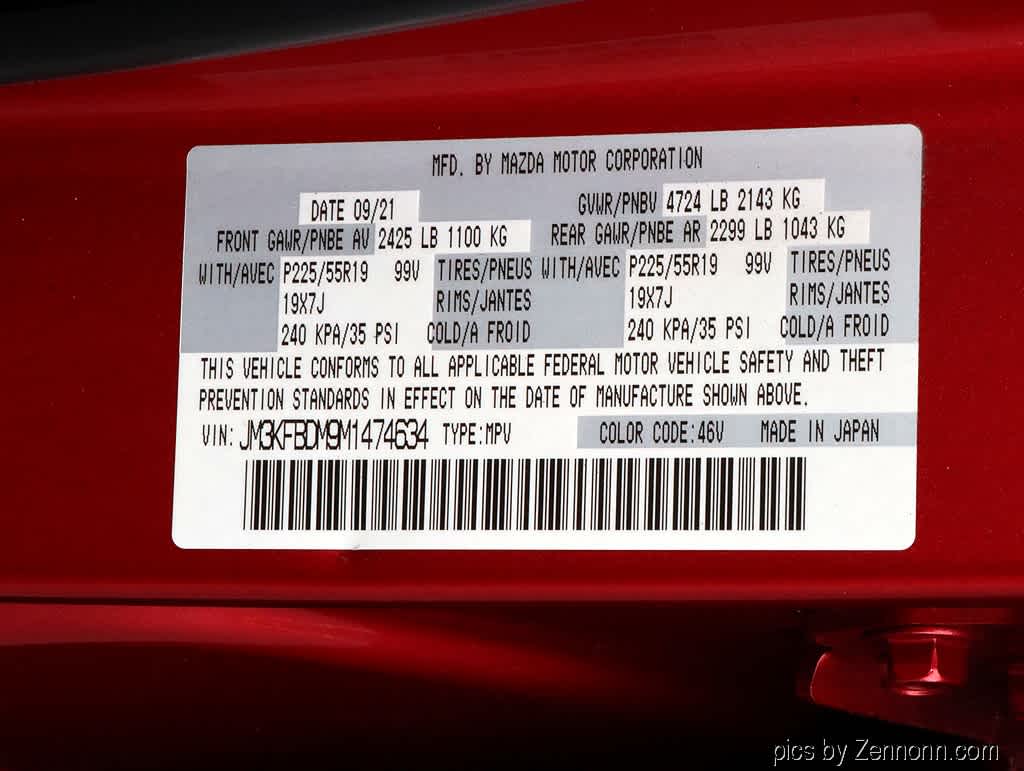 MFD. BY MAZDA MOTOR CORPORATION
DATE 09/21 GVWR/PNBV 4724 LB 2143 KG
FRONT GAWR/PNBE AV 2425 LB 1100 KG REAR GAWR/PNBE AR 2299 LB 1043 KG
WITH/AVEC P225/55R19 99V TIRES/PNEUS WITH/AVEC P225/55R19 99V TIRES/PNEUS
19X7J RIMS/JANTES 19X7J RIMS/JANTES
240 KPA/35 PSI COLD/A FROID 240 KPA/35 PSI COLD/A FROID
THIS VEHICLE CONFORMS TO ALL APPLICABLE FEDERAL MOTOR VEHICLE SAFETY AND THEFT
PREVENTION STANDARDS IN EFFECT ON THE DATE OF MANUFACTURE SHOWN ABOVE.
VIN: JM3KFBDM9M1474634 TYPE:MPV COLOR CODE:46V MADE IN JAPAN
pics by Zennonn.com